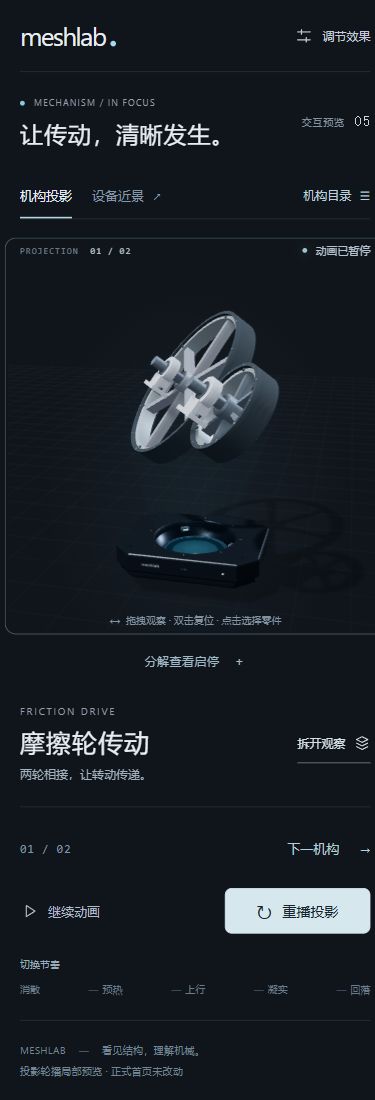 meshlab.
调节效果
MECHANISM / IN FOCUS
让传动，清晰发生。
交互预览 05
机构投影 设备近景 ↗
机构目录 ☰
PROJECTION 01 / 02
动画已暂停
↔ 拖拽观察 · 双击复位 · 点击选择零件
分解查看启停 +
FRICTION DRIVE
摩擦轮传动
拆开观察
两轮相接，让转动传递。
01 / 02
下一机构 →
继续动画
重播投影
切换节奏
消散 — 预热 — 上行 — 凝实 — 回落
MESHLAB — 看见结构，理解机械。
投影轮播局部预览 · 正式首页未改动